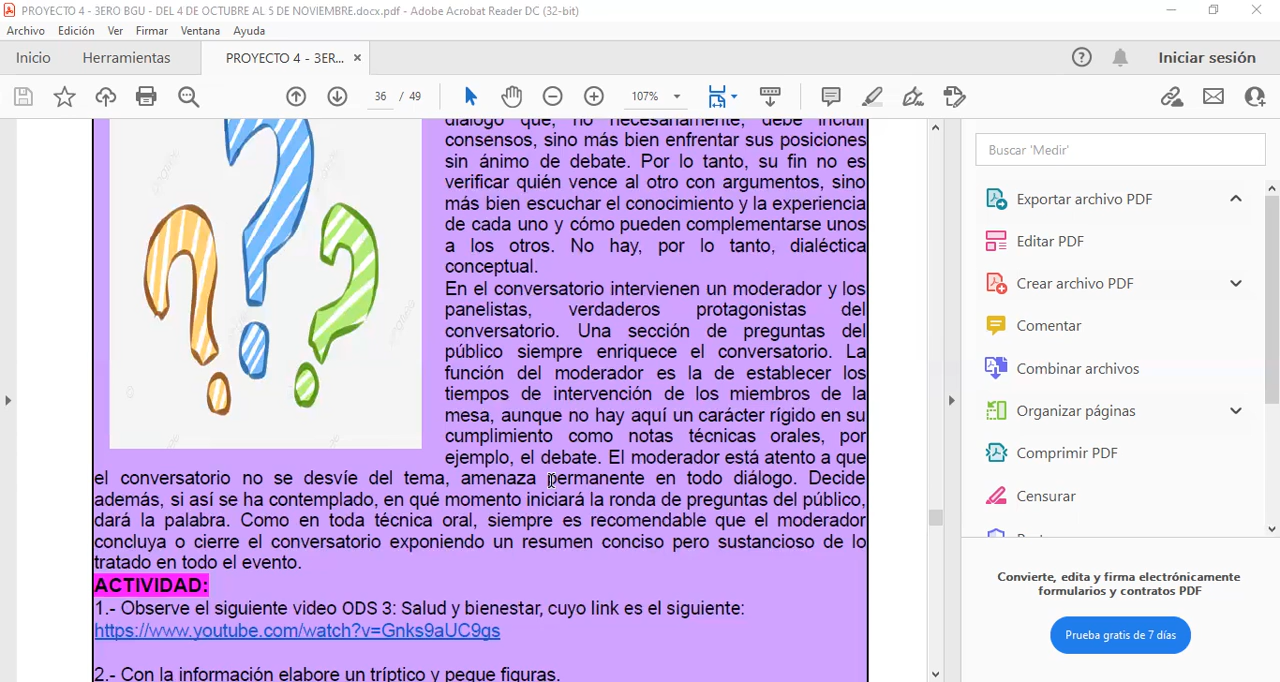 PROYECTO 4 - 3ERO BGU - DEL 4 DE OCTUBRE AL 5 DE NOVIEMBRE.docx.pdf - Adobe Acrobat Reader DC (32-bit)
Archivo Edición Ver Firmar Ventana Ayuda
Inicio Herramientas PROYECTO 4 - 3ER... × Iniciar sesión
36 / 49 107%
diálogo que, no necesariamente, debe incluir
consensos, sino más bien enfrentar sus posiciones
sin ánimo de debate. Por lo tanto, su fin no es
verificar quién vence al otro con argumentos, sino
más bien escuchar el conocimiento y la experiencia
de cada uno y cómo pueden complementarse unos
a los otros. No hay, por lo tanto, dialéctica
conceptual.
En el conversatorio intervienen un moderador y los
panelistas, verdaderos protagonistas del
conversatorio. Una sección de preguntas del
público siempre enriquece el conversatorio. La
función del moderador es la de establecer los
tiempos de intervención de los miembros de la
mesa, aunque no hay aquí un carácter rígido en su
cumplimiento como notas técnicas orales, por
ejemplo, el debate. El moderador está atento a que
el conversatorio no se desvíe del tema, amenaza permanente en todo diálogo. Decide
además, si así se ha contemplado, en qué momento iniciará la ronda de preguntas del público,
dará la palabra. Como en toda técnica oral, siempre es recomendable que el moderador
concluya o cierre el conversatorio exponiendo un resumen conciso pero sustancioso de lo
tratado en todo el evento.
ACTIVIDAD:
1.- Observe el siguiente video ODS 3: Salud y bienestar, cuyo link es el siguiente:
https://www.youtube.com/watch?v=Gnks9aUC9gs
2.- Con la información elabore un tríptico y pegue figuras.
Buscar 'Medir'
Exportar archivo PDF
Editar PDF
Crear archivo PDF
Comentar
Combinar archivos
Organizar páginas
Comprimir PDF
Censurar
Convierte, edita y firma electrónicamente
formularios y contratos PDF
Prueba gratis de 7 días